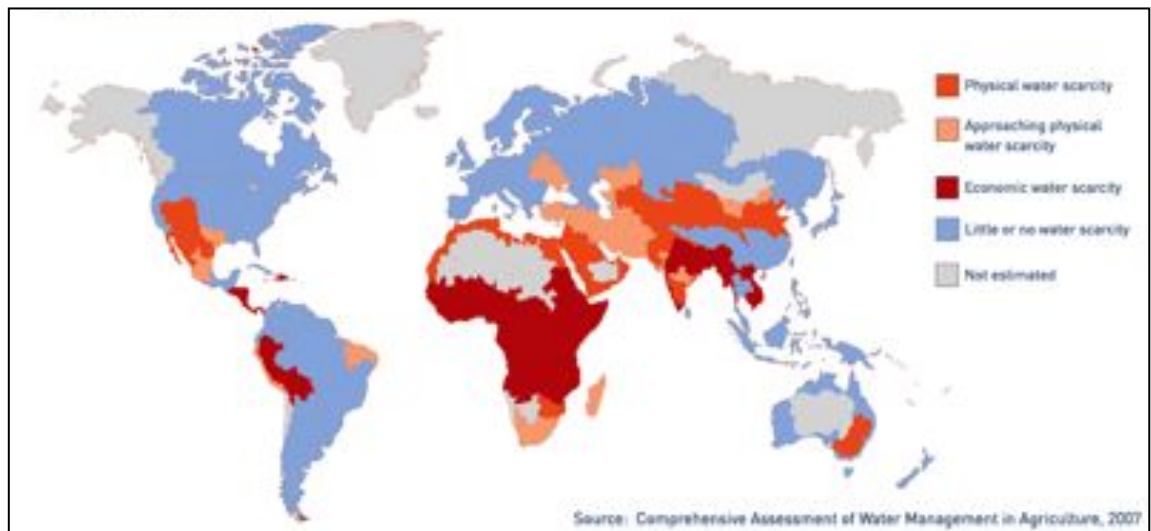 Physical water scarcity
Approaching physical
water scarcity
Economic water scarcity
Little or no water scarcity
Not estimated
Source: Comprehensive Assessment of Water Management in Agriculture, 2007